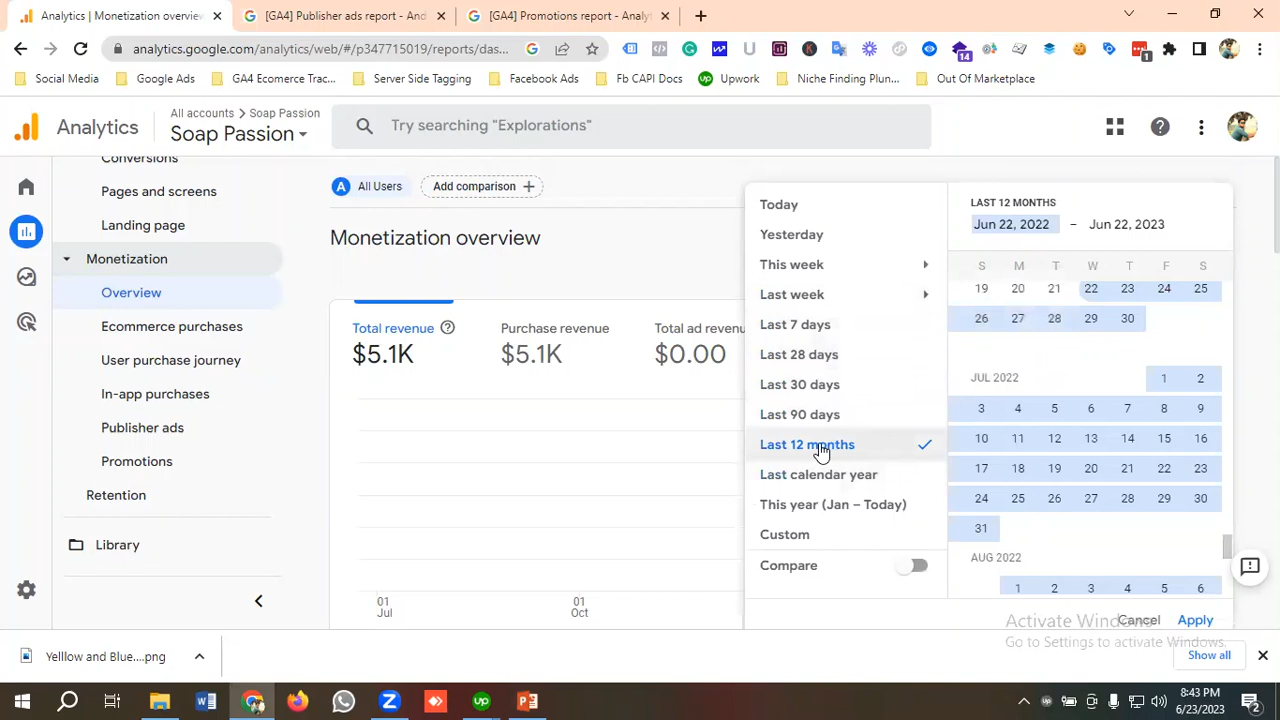 Analytics | Monetization overview
[GA4] Publisher ads report - And
[GA4] Promotions report - Analyt
analytics.google.com/analytics/web/#/p347715019/reports/das...
14
1
Social Media
Google Ads
GA4 Ecommerce Trac...
Server Side Tagging
Facebook Ads
Fb CAPI Docs
Upwork
Niche Finding Plun...
Out Of Marketplace
Analytics
All accounts > Soap Passion
Soap Passion
Try searching "Explorations"
Conversions
Pages and screens
Landing page
Monetization
Overview
Ecommerce purchases
User purchase journey
In-app purchases
Publisher ads
Promotions
Retention
Library
A All Users
Add comparison +
Monetization overview
Total revenue
$5.1K
Purchase revenue
$5.1K
Total ad revenu
$0.00
01
Jul
01
Oct
Today
Yesterday
This week
Last week
Last 7 days
Last 28 days
Last 30 days
Last 90 days
Last 12 months
Last calendar year
This year (Jan – Today)
Custom
Compare
LAST 12 MONTHS
Jun 22, 2022 – Jun 22, 2023
S M T W T F S
19 20 21 22 23 24 25
26 27 28 29 30
JUL 2022 1 2
3 4 5 6 7 8 9
10 11 12 13 14 15 16
17 18 19 20 21 22 23
24 25 26 27 28 29 30
31
AUG 2022
1 2 3 4 5 6
Cancel Apply
Activate Windows
Go to Settings to activate Windows.
Yelllow and Blue....png
Show all
8:43 PM
6/23/2023
2